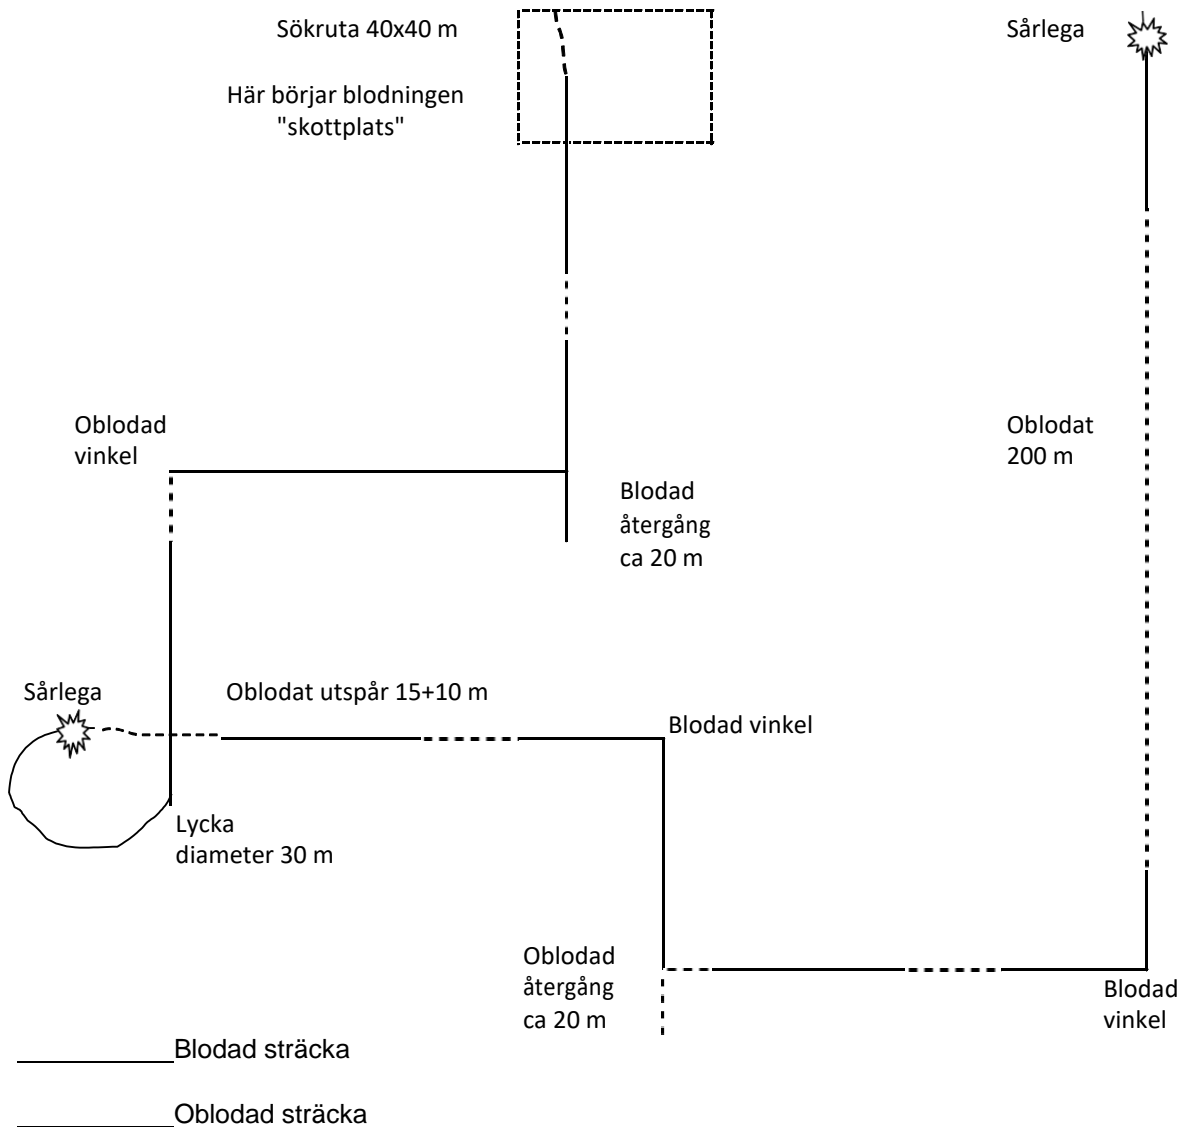 Sökruta 40x40 m
Här börjar blodningen
"skottplats"
Sårlega
Oblodad
vinkel
Oblodat
200 m
Blodad
återgång
ca 20 m
Sårlega
Oblodat utspår 15+10 m
Blodad vinkel
Lycka
diameter 30 m
Oblodad
återgång
ca 20 m
Blodad
vinkel
Blodad sträcka
Oblodad sträcka